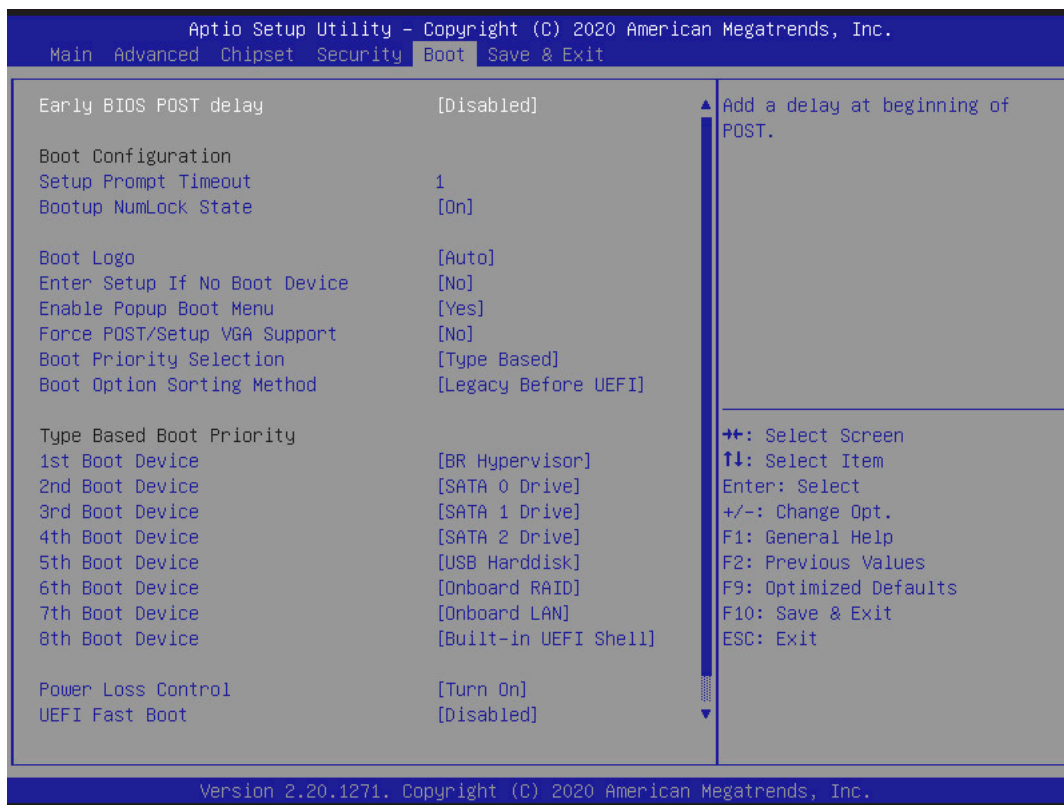 Aptio Setup Utility – Copyright (C) 2020 American Megatrends, Inc.
Main Advanced Chipset Security Boot Save & Exit
Early BIOS POST delay [Disabled]
Boot Configuration
Setup Prompt Timeout 1
Bootup NumLock State [On]
Boot Logo [Auto]
Enter Setup If No Boot Device [No]
Enable Popup Boot Menu [Yes]
Force POST/Setup VGA Support [No]
Boot Priority Selection [Type Based]
Boot Option Sorting Method [Legacy Before UEFI]
Type Based Boot Priority
1st Boot Device [BR Hypervisor]
2nd Boot Device [SATA 0 Drive]
3rd Boot Device [SATA 1 Drive]
4th Boot Device [SATA 2 Drive]
5th Boot Device [USB Harddisk]
6th Boot Device [Onboard RAID]
7th Boot Device [Onboard LAN]
8th Boot Device [Built-in UEFI Shell]
Power Loss Control [Turn On]
UEFI Fast Boot [Disabled]
Add a delay at beginning of
POST.
→←: Select Screen
↑↓: Select Item
Enter: Select
+/-: Change Opt.
F1: General Help
F2: Previous Values
F9: Optimized Defaults
F10: Save & Exit
ESC: Exit
Version 2.20.1271. Copyright (C) 2020 American Megatrends, Inc.